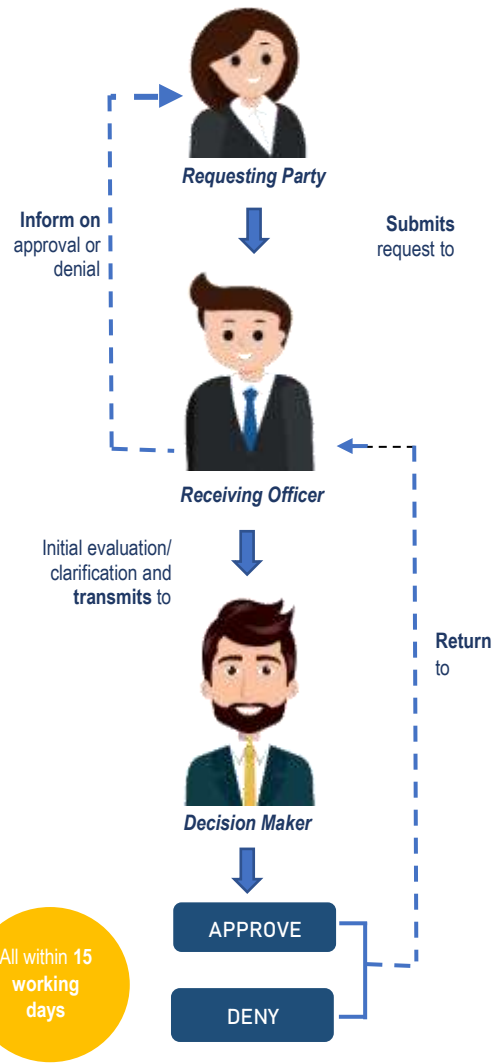 Requesting Party
Inform on
approval or
denial
Submits
request to
Receiving Officer
Initial evaluation/
clarification and
transmits to
Return
to
Decision Maker
APPROVE
All within 15
working
days
DENY